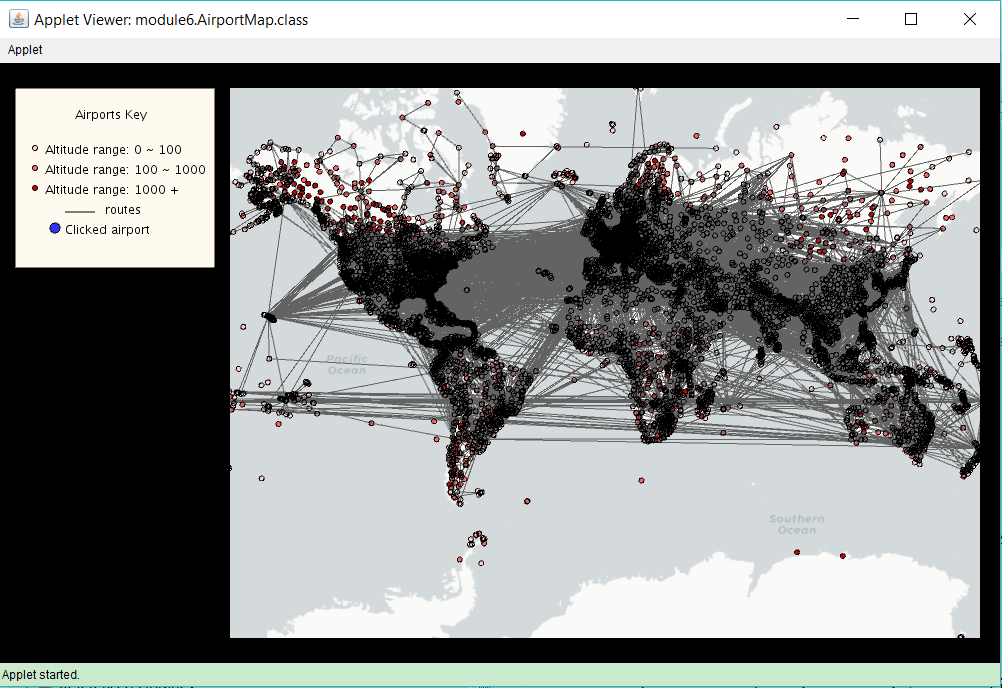 Applet Viewer: module6.AirportMap.class
Applet
Airports Key
Altitude range: 0 ~ 100
Altitude range: 100 ~ 1000
Altitude range: 1000 +
routes
Clicked airport
Pacific
Ocean
Southern
Ocean
Applet started.